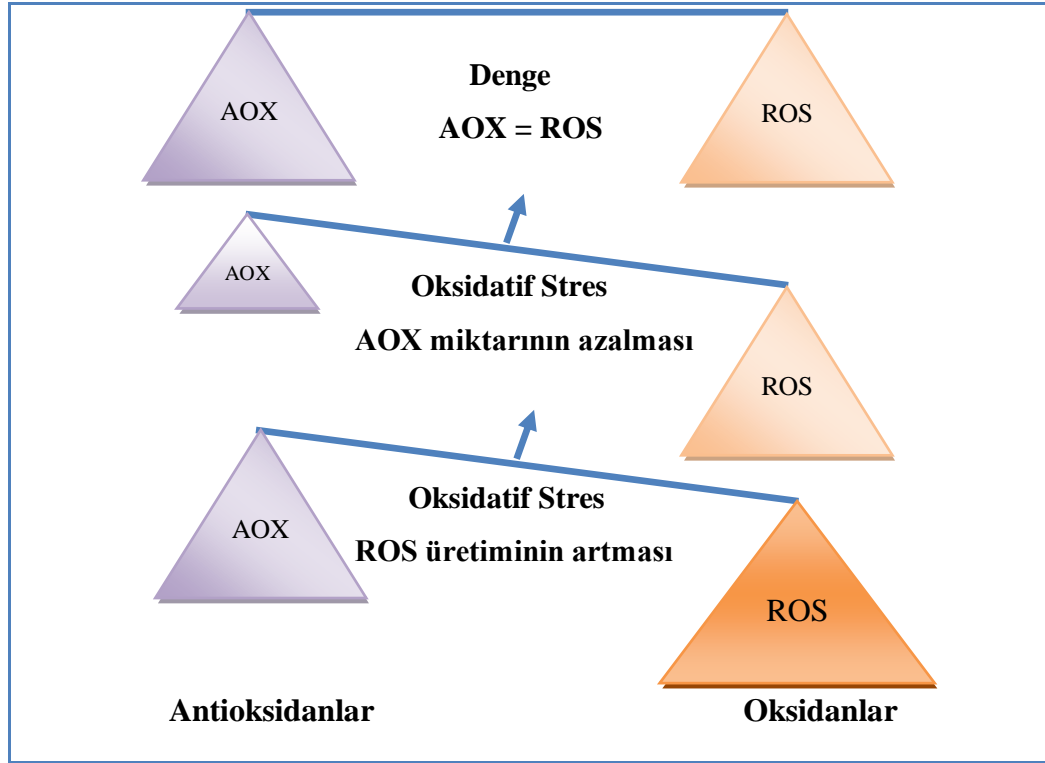 AOX
ROS
Denge
AOX = ROS
AOX
Oksidatif Stres
AOX miktarının azalması
ROS
Oksidatif Stres
AOX
ROS üretiminin artması
ROS
Antioksidanlar
Oksidanlar